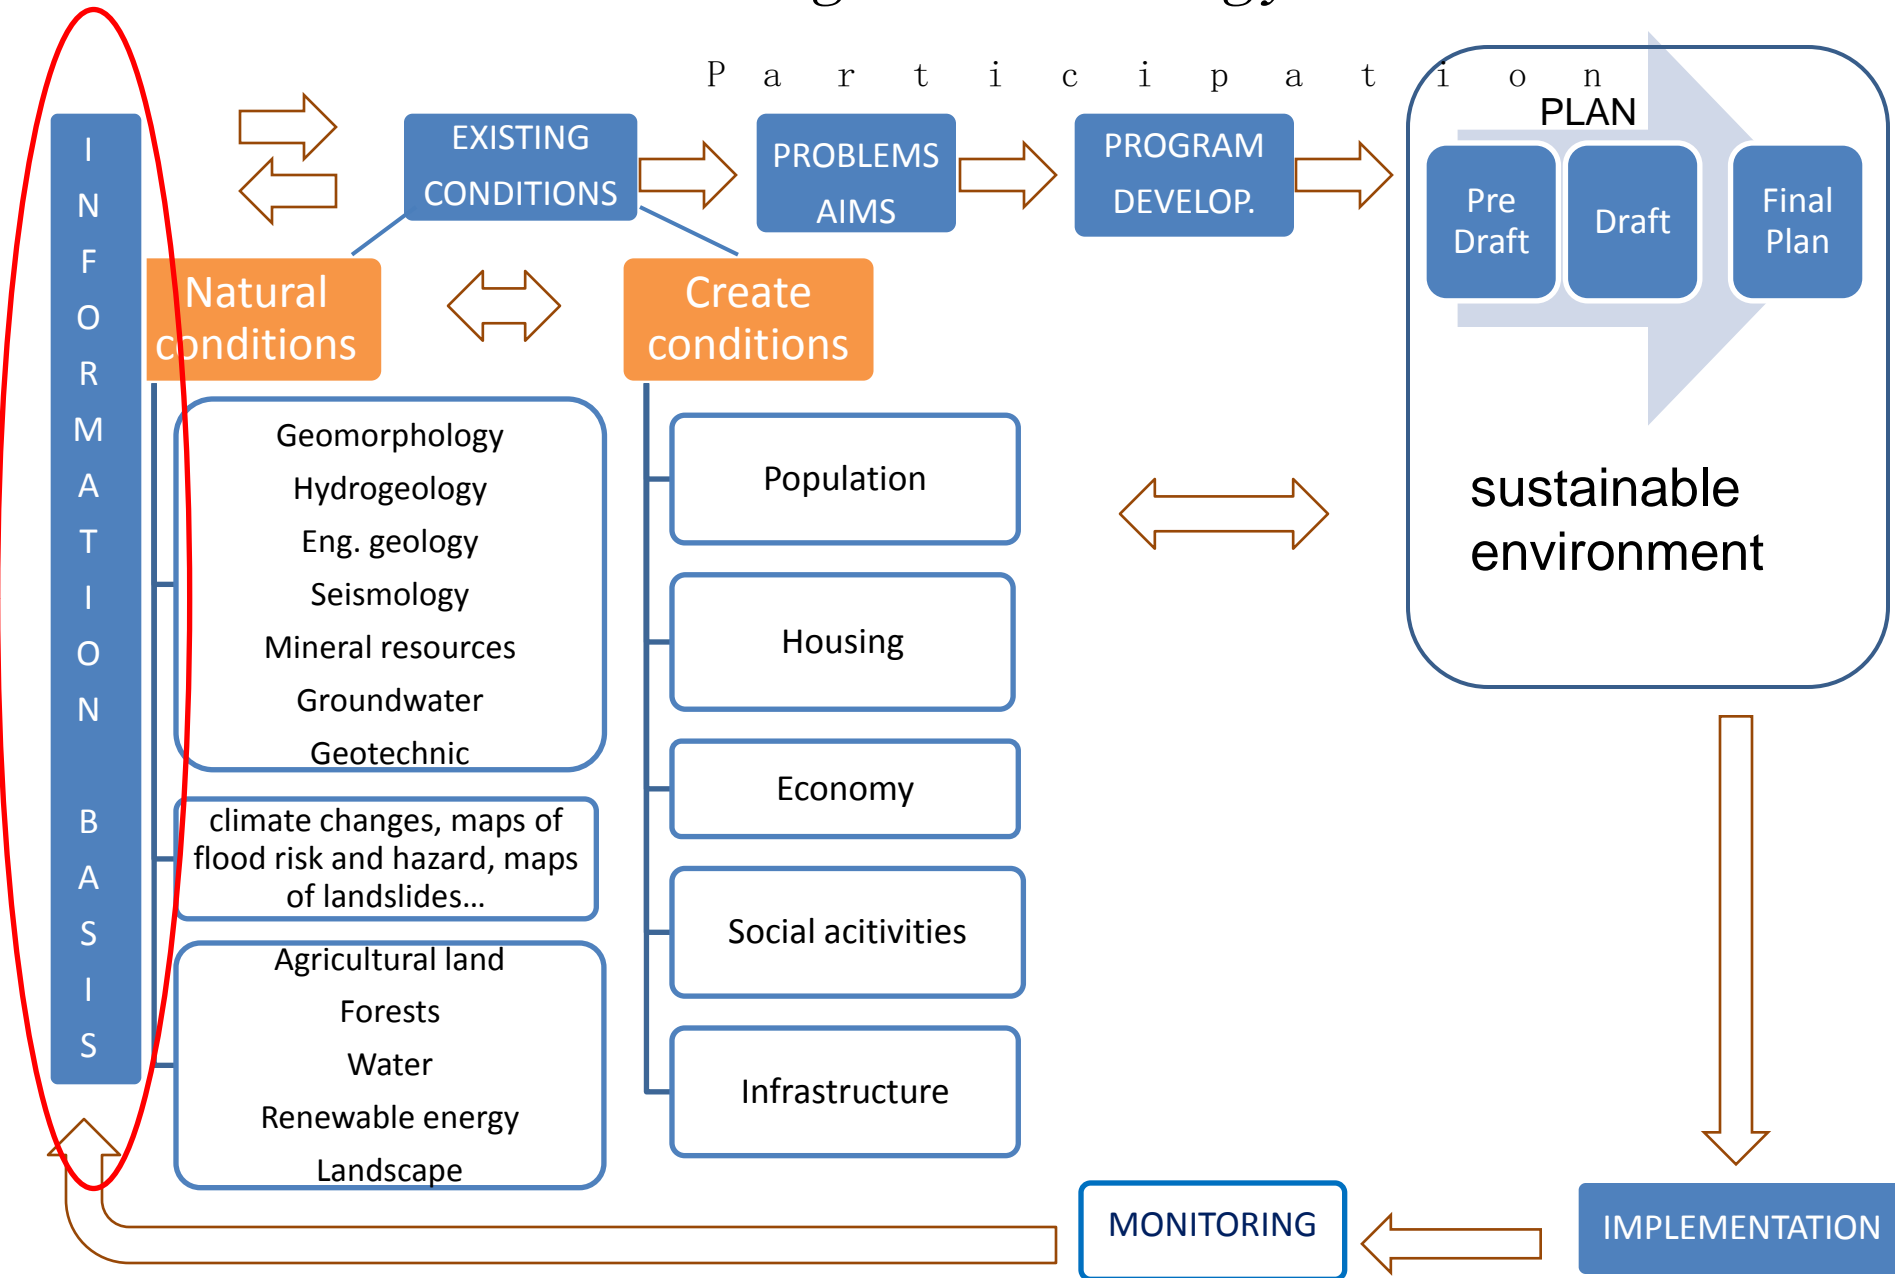 Participation
INFORMATION BASIS
EXISTING
CONDITIONS
PROBLEMS
AIMS
PROGRAM
DEVELOP.
PLAN
Pre
Draft
Draft
Final
Plan
sustainable
environment
Natural
conditions
Create
conditions
Geomorphology
Hydrogeology
Eng. geology
Seismology
Mineral resources
Groundwater
Geotechnic
climate changes, maps of
flood risk and hazard, maps
of landslides...
Agricultural land
Forests
Water
Renewable energy
Landscape
Population
Housing
Economy
Social acitivities
Infrastructure
MONITORING
IMPLEMENTATION